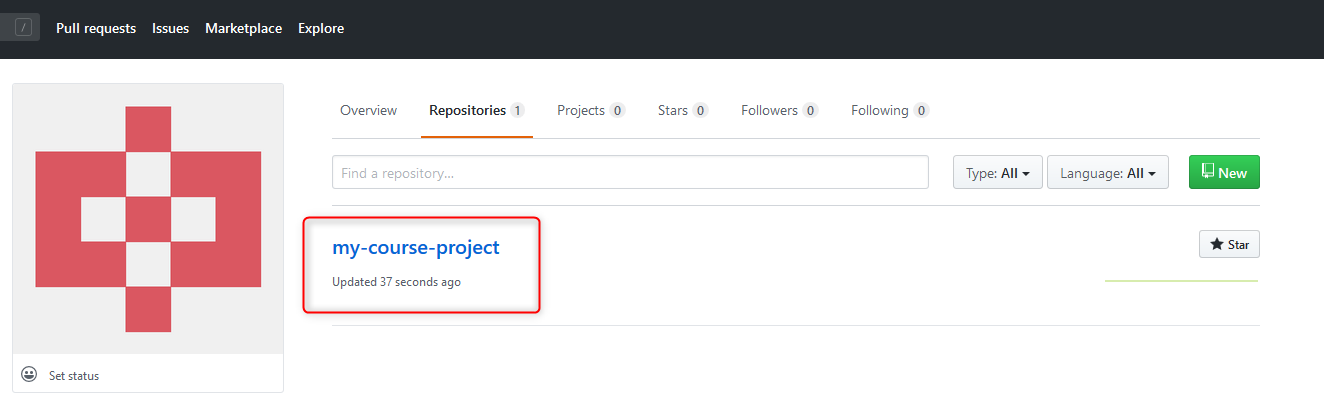 / Pull requests Issues Marketplace Explore
Overview Repositories 1 Projects 0 Stars 0 Followers 0 Following 0
Find a repository... Type: All Language: All New
my-course-project Star
Updated 37 seconds ago
Set status